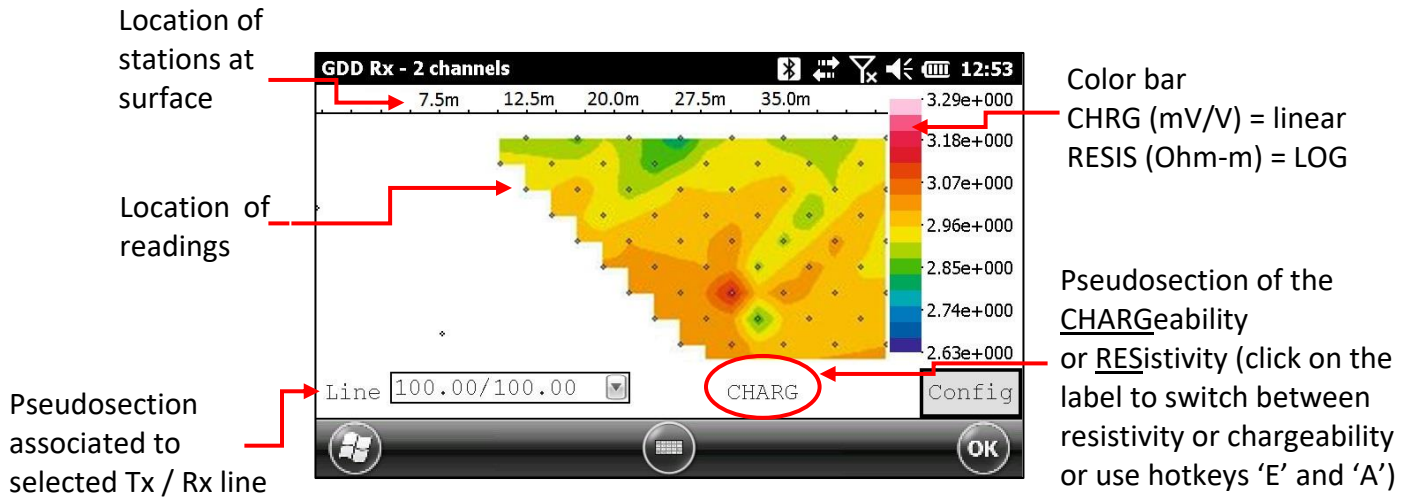 Location of
stations at
surface
GDD Rx - 2 channels
12:53
7.5m 12.5m 20.0m 27.5m 35.0m
3.29e+000
3.18e+000
3.07e+000
2.96e+000
2.85e+000
2.74e+000
2.63e+000
Color bar
CHRG (mV/V) = linear
RESIS (Ohm-m) = LOG
Location of
readings
Pseudosection of the
CHARGeability
or RESistivity (click on the
label to switch between
resistivity or chargeability
or use hotkeys ‘E’ and ‘A’)
Line 100.00/100.00
CHARG
Config
OK
Pseudosection
associated to
selected Tx / Rx line